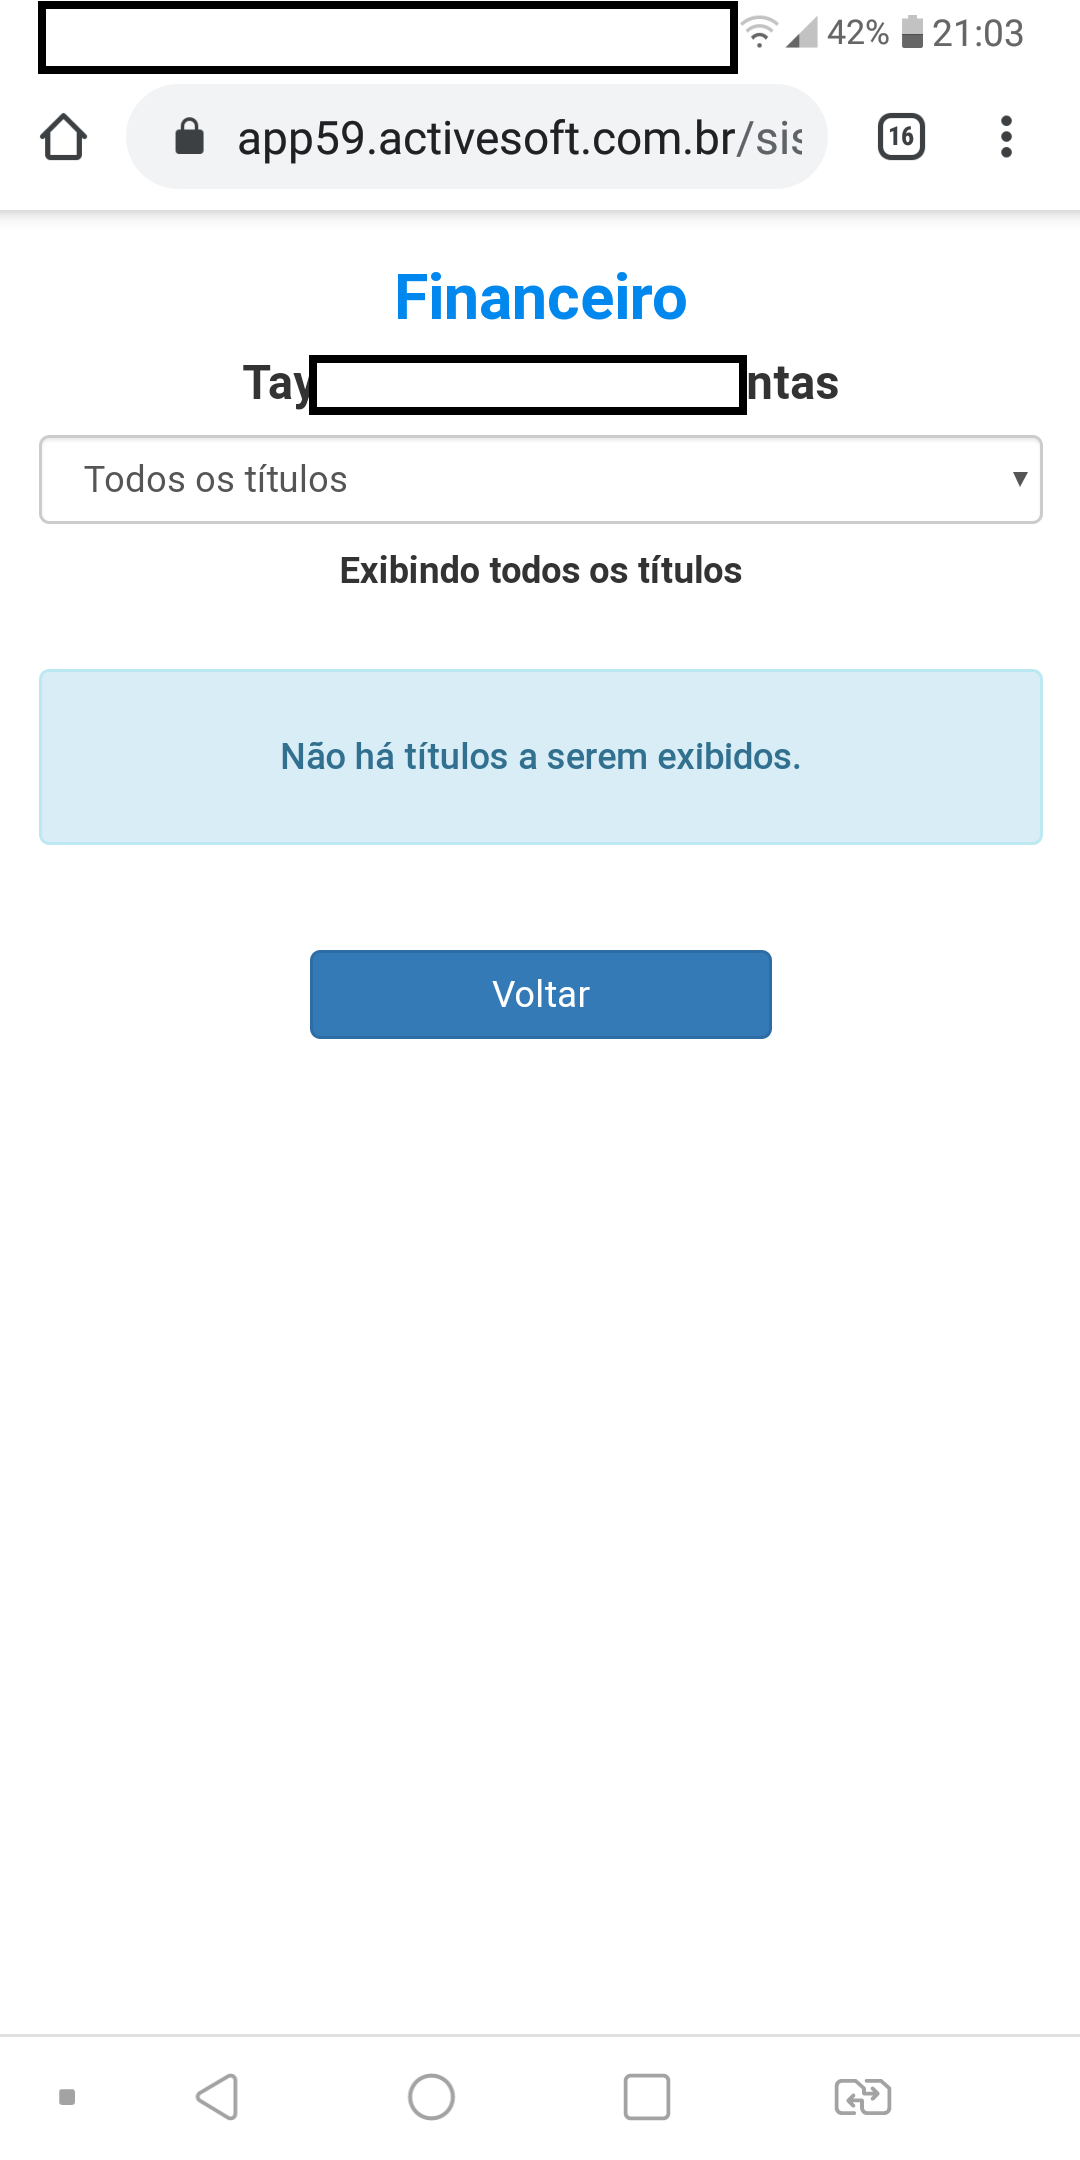 42% 21:03
app59.activesoft.com.br/sis
16
Financeiro
Tay ntas
Todos os títulos
Exibindo todos os títulos
Não há títulos a serem exibidos.
Voltar